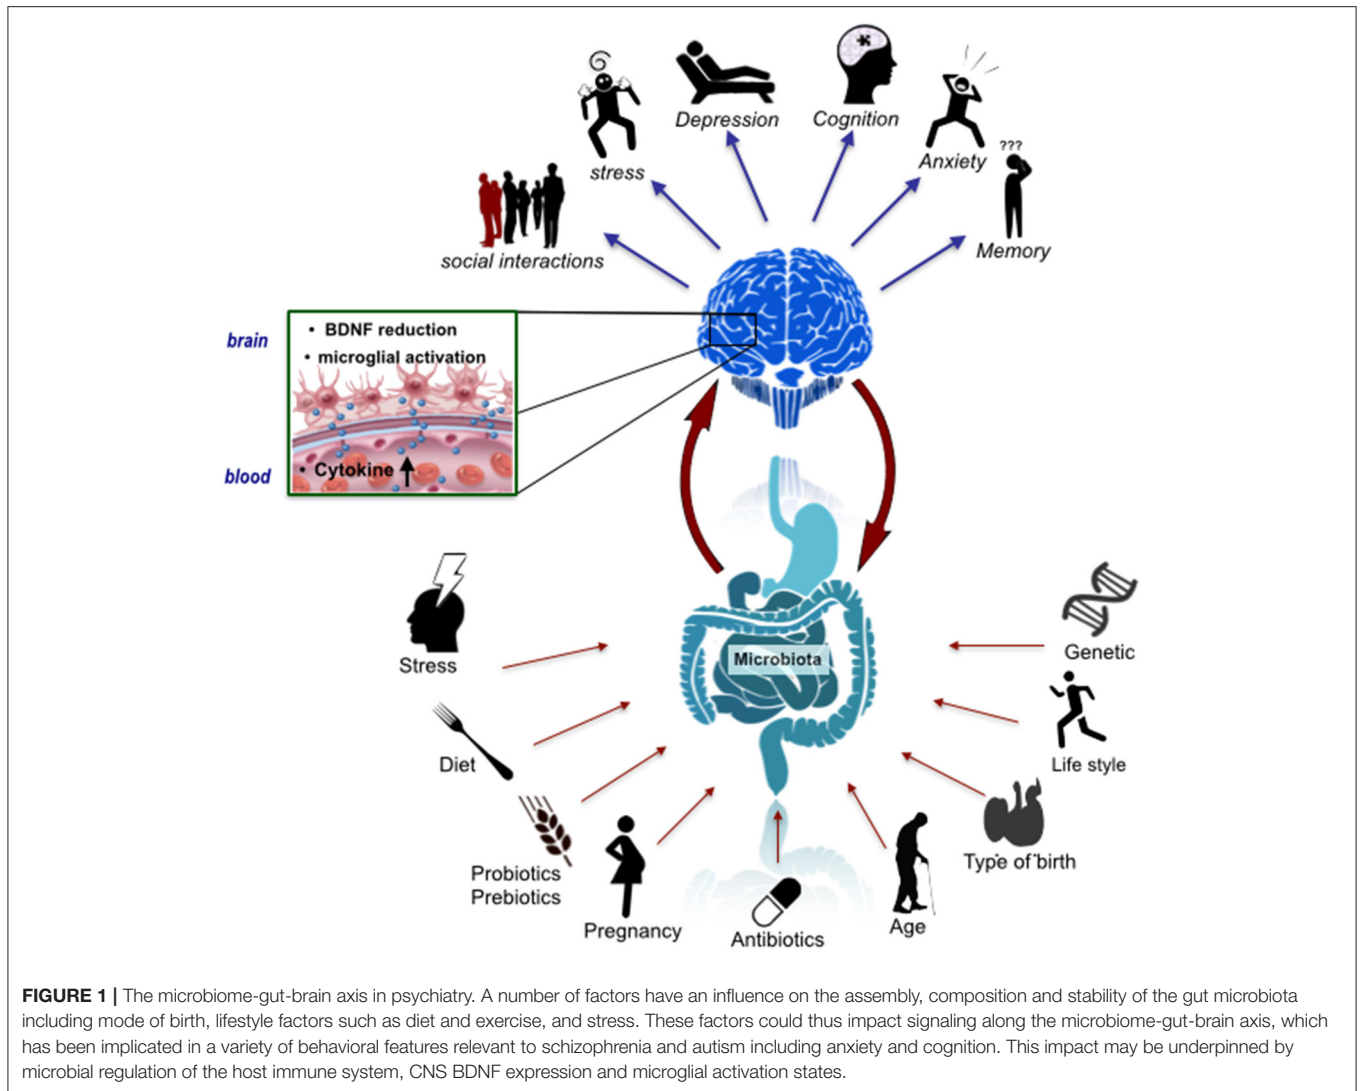 Depression
Cognition
stress
Anxiety
???
Memory
social interactions
brain
• BDNF reduction
• microglial activation
blood
• Cytokine
Stress
Microbiota
Genetic
Diet
Life style
Probiotics
Prebiotics
Type of birth
Pregnancy
Antibiotics
Age
FIGURE 1 | The microbiome-gut-brain axis in psychiatry. A number of factors have an influence on the assembly, composition and stability of the gut microbiota
including mode of birth, lifestyle factors such as diet and exercise, and stress. These factors could thus impact signaling along the microbiome-gut-brain axis, which
has been implicated in a variety of behavioral features relevant to schizophrenia and autism including anxiety and cognition. This impact may be underpinned by
microbial regulation of the host immune system, CNS BDNF expression and microglial activation states.